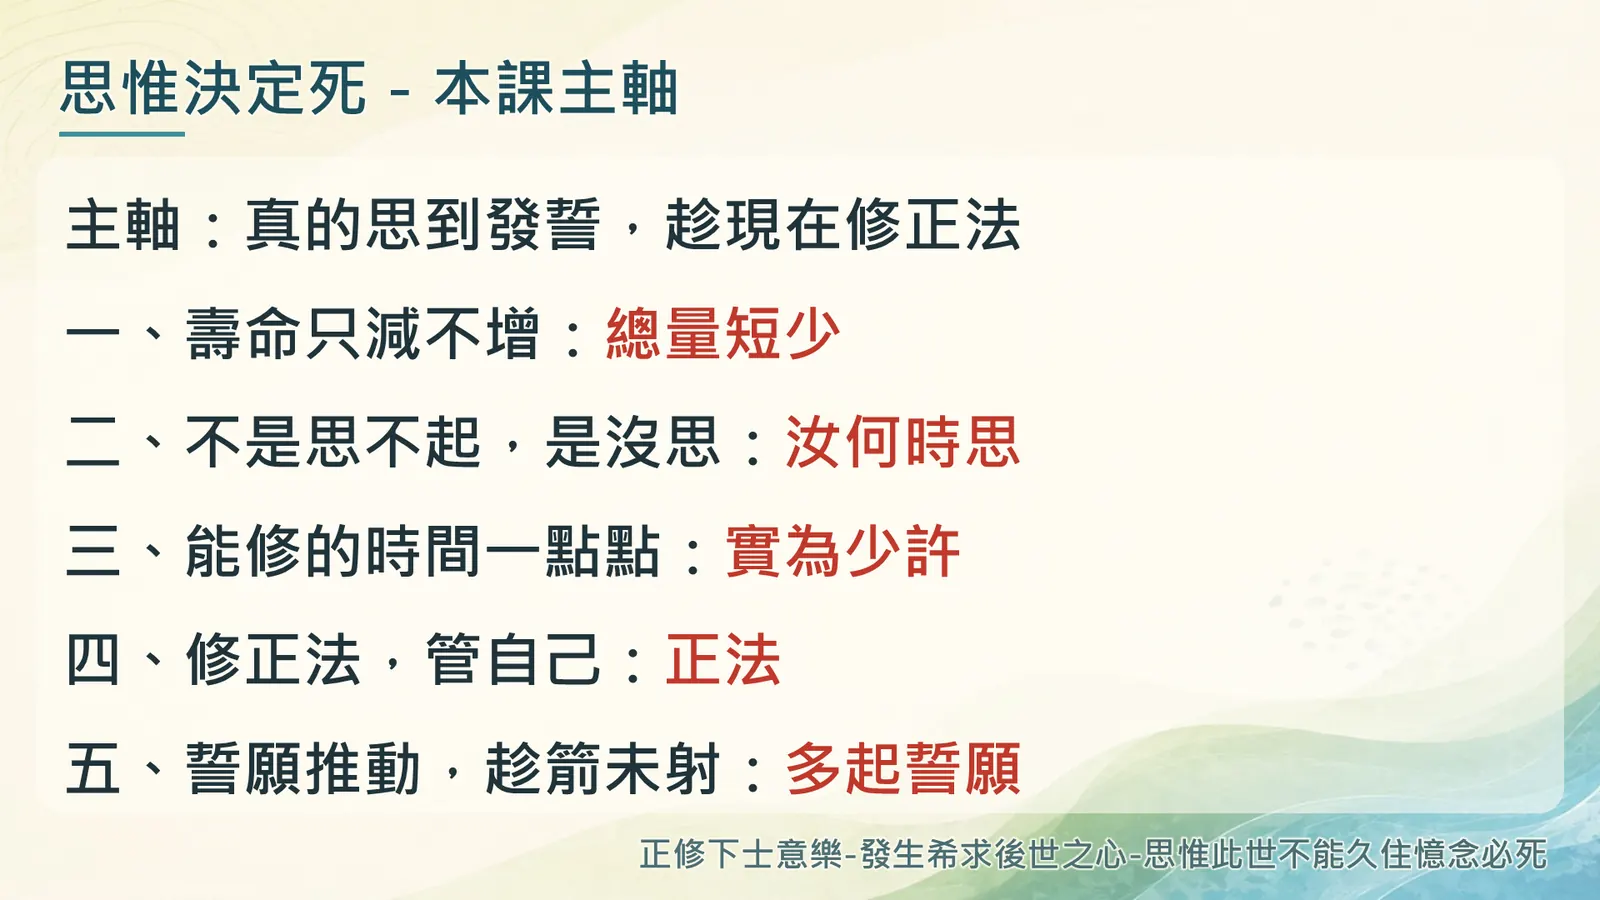 思惟決定死 - 本課主軸
主軸：真的思到發誓，趁現在修正法
一、壽命只減不增：總量短少
二、不是思不起，是沒思：汝何時思
三、能修的時間一點點：實為少許
四、修正法，管自己：正法
五、誓願推動，趁箭未射：多起誓願
正修下士意樂-發生希求後世之心-思惟此世不能久住憶念必死